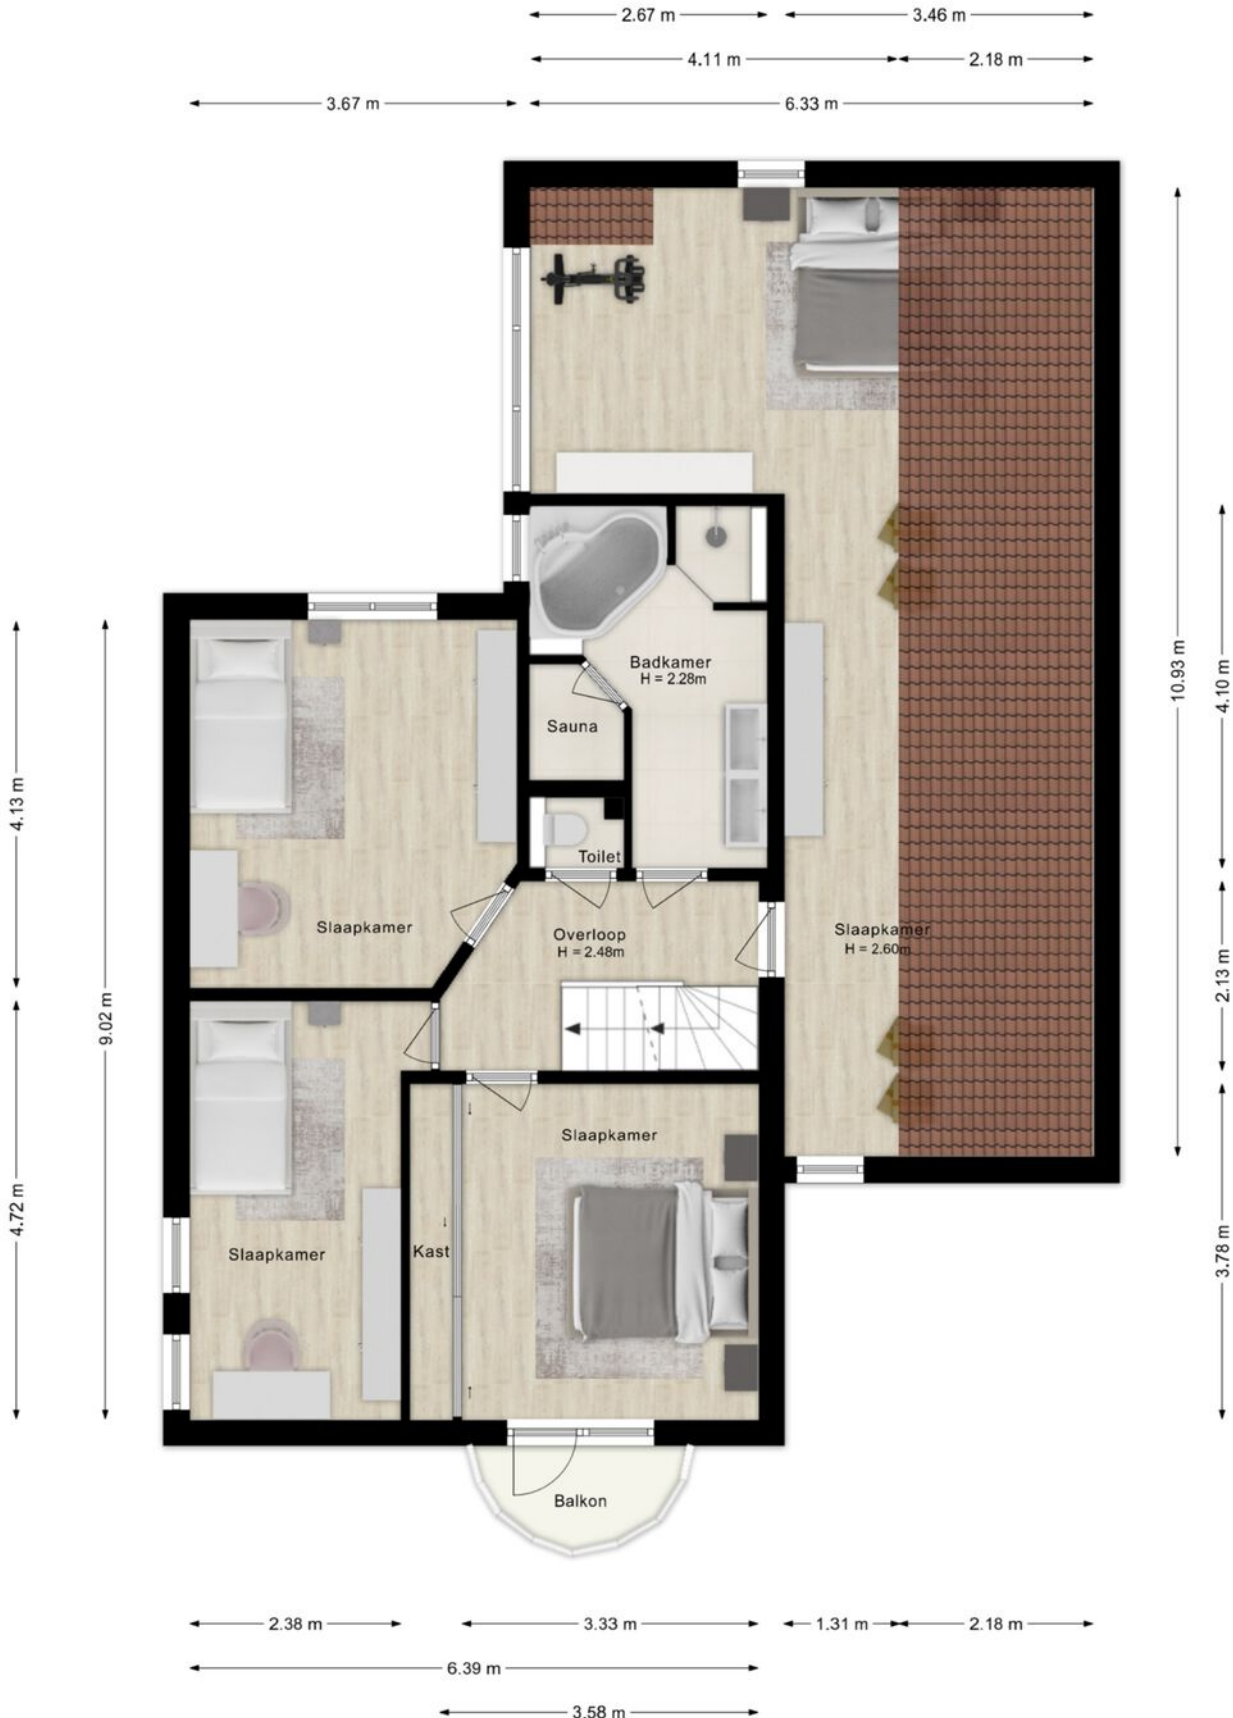 2.67 m
3.46 m
4.11 m
2.18 m
3.67 m
6.33 m
10.93 m
4.10 m
Badkamer
H = 2.28m
Sauna
4.13 m
Toilet
Slaapkamer
Overloop
H = 2.48m
Slaapkamer
H = 2.60m
2.13 m
9.02 m
Slaapkamer
4.72 m
Slaapkamer
Kast
3.78 m
Balkon
2.38 m
3.33 m
1.31 m
2.18 m
6.39 m
3.58 m